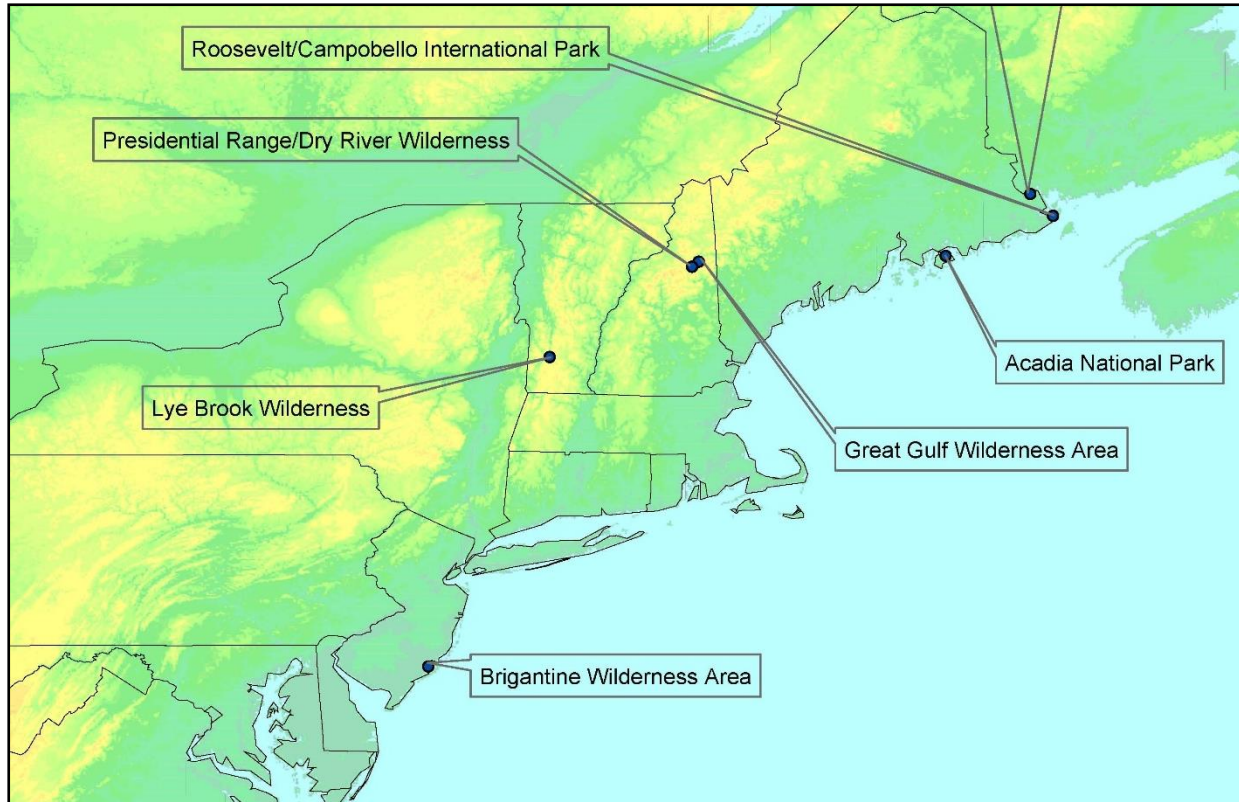 Roosevelt/Campobello International Park
Presidential Range/Dry River Wilderness
Acadia National Park
Lye Brook Wilderness
Great Gulf Wilderness Area
Brigantine Wilderness Area